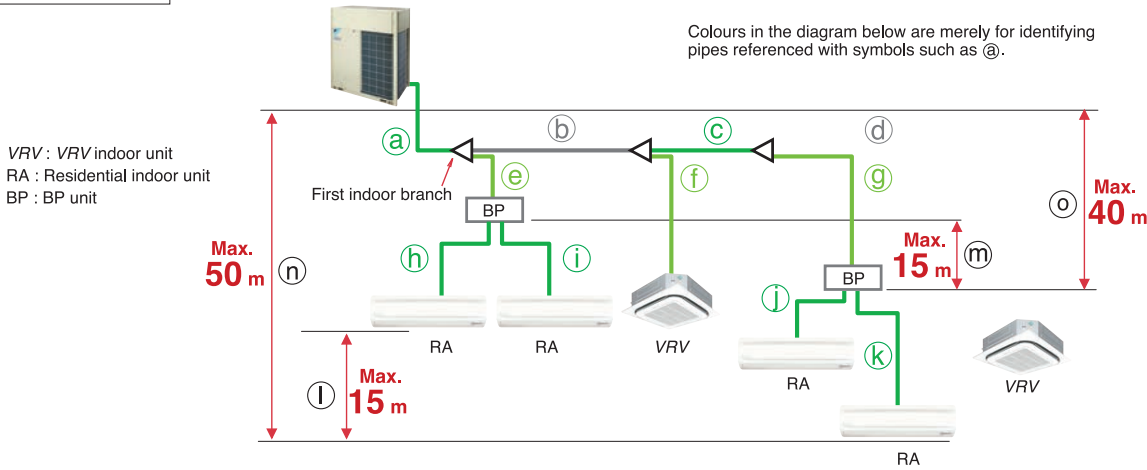 Colours in the diagram below are merely for identifying
pipes referenced with symbols such as ⓐ.
VRV : VRV indoor unit
RA : Residential indoor unit
BP : BP unit
ⓐ
ⓑ
ⓒ
ⓓ
First indoor branch
ⓔ
ⓕ
ⓖ
BP
Max.
40 m
ⓞ
Max.
50 m
ⓝ
ⓗ
ⓘ
Max.
15 m
ⓜ
BP
ⓙ
ⓚ
RA
RA
VRV
RA
VRV
ⓛ
Max.
15 m
RA